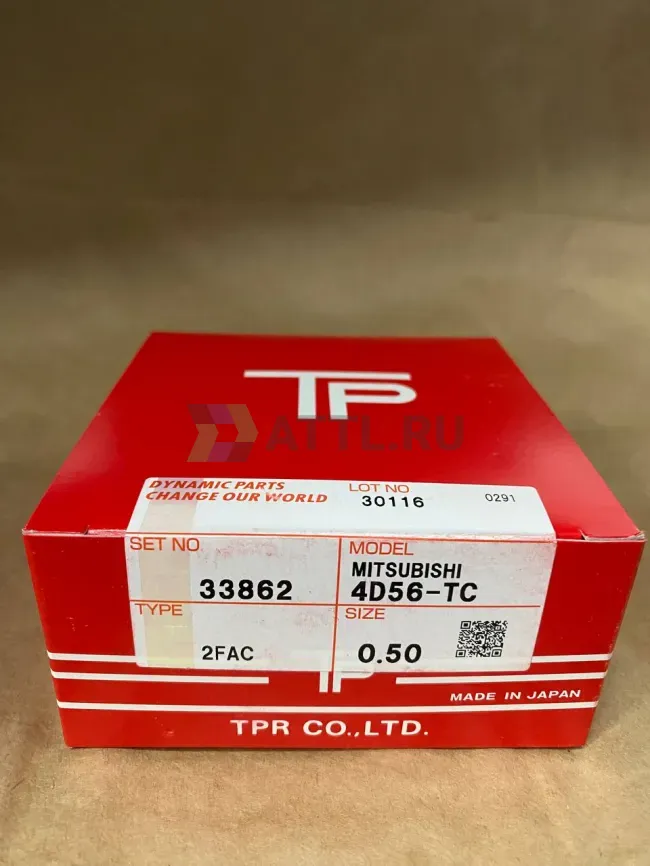 TP
ATTL.RU
DYNAMIC PARTS
CHANGE OUR WORLD
LOT NO
30116
0291
SET NO
33862
MODEL
MITSUBISHI
4D56-TC
TYPE
2FAC
SIZE
0.50
TP
MADE IN JAPAN
TPR CO.,LTD.